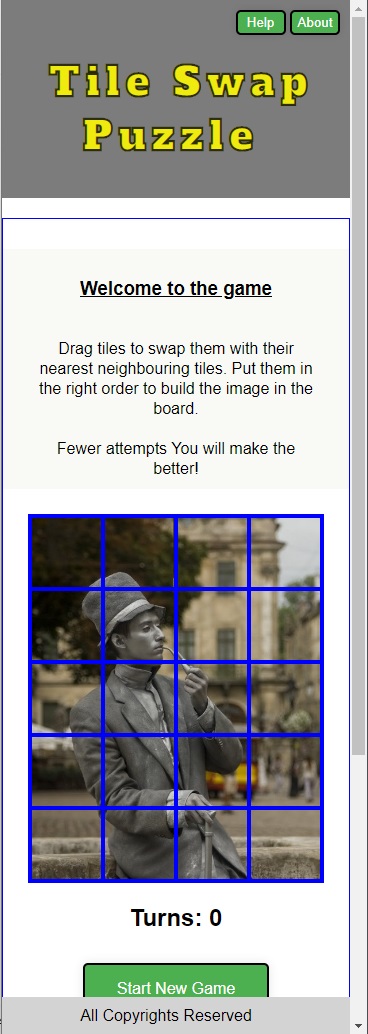 Help About
Tile Swap
Puzzle
Welcome to the game
Drag tiles to swap them with their
nearest neighbouring tiles. Put them in
the right order to build the image in the
board.
Fewer attempts You will make the
better!
Turns: 0
Start New Game
All Copyrights Reserved